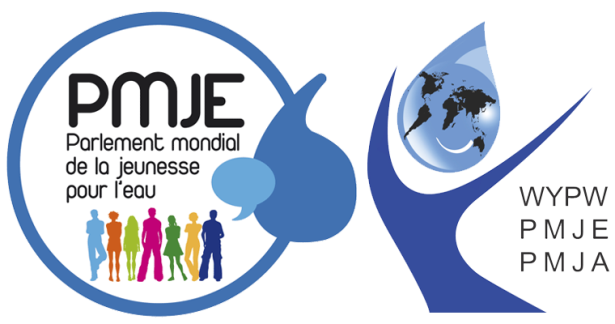 PMJE
Parlement mondial
de la jeunesse
pour l'eau
WYPW
PMJE
PMJA